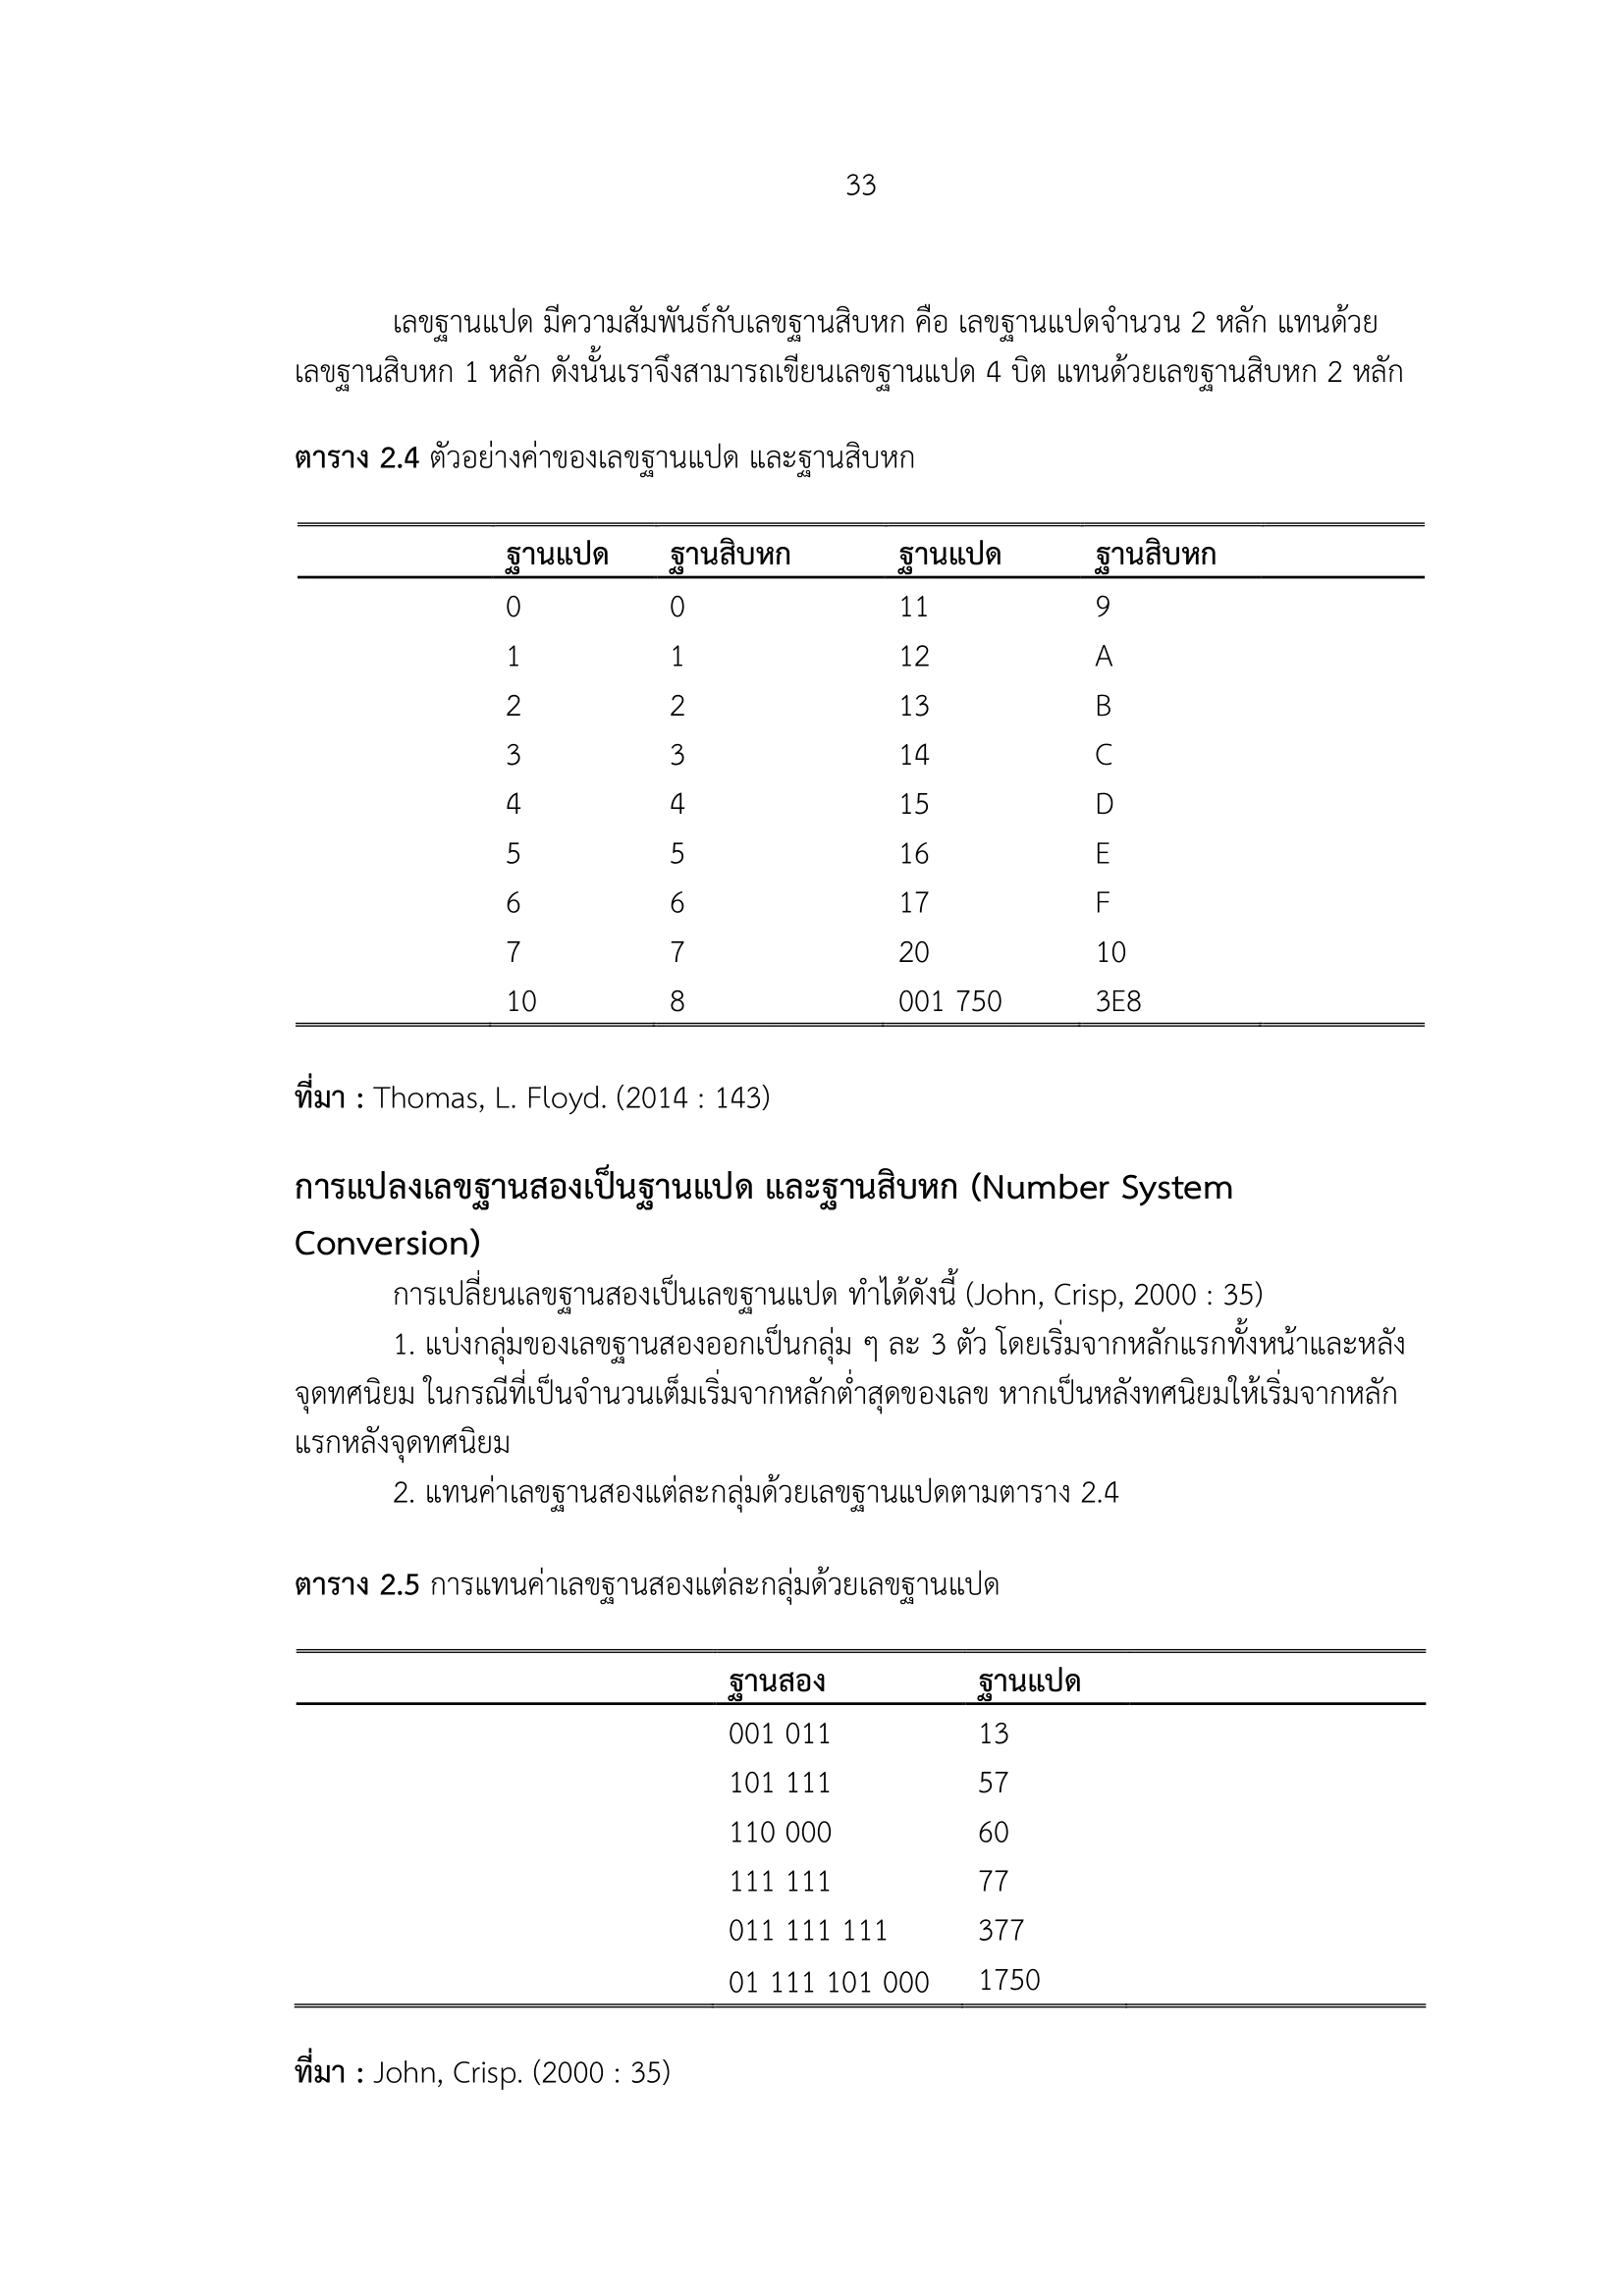 33
เลขฐานแปด มีความสัมพันธ์กับเลขฐานสิบหก คือ เลขฐานแปดจำนวน 2 หลัก แทนด้วย
เลขฐานสิบหก 1 หลัก ดังนั้นเราจึงสามารถเขียนเลขฐานแปด 4 บิต แทนด้วยเลขฐานสิบหก 2 หลัก
ตาราง 2.4 ตัวอย่างค่าของเลขฐานแปด และฐานสิบหก
ฐานแปด ฐานสิบหก ฐานแปด ฐานสิบหก
0 0 11 9
1 1 12 A
2 2 13 B
3 3 14 C
4 4 15 D
5 5 16 E
6 6 17 F
7 7 20 10
10 8 001 750 3E8
ที่มา : Thomas, L. Floyd. (2014 : 143)
การแปลงเลขฐานสองเป็นฐานแปด และฐานสิบหก (Number System
Conversion)
การเปลี่ยนเลขฐานสองเป็นเลขฐานแปด ทำได้ดังนี้ (John, Crisp, 2000 : 35)
1. แบ่งกลุ่มของเลขฐานสองออกเป็นกลุ่ม ๆ ละ 3 ตัว โดยเริ่มจากหลักแรกทั้งหน้าและหลัง
จุดทศนิยม ในกรณีที่เป็นจำนวนเต็มเริ่มจากหลักต่ำสุดของเลข หากเป็นหลังทศนิยมให้เริ่มจากหลัก
แรกหลังจุดทศนิยม
2. แทนค่าเลขฐานสองแต่ละกลุ่มด้วยเลขฐานแปดตามตาราง 2.4
ตาราง 2.5 การแทนค่าเลขฐานสองแต่ละกลุ่มด้วยเลขฐานแปด
ฐานสอง ฐานแปด
001 011 13
101 111 57
110 000 60
111 111 77
011 111 111 377
01 111 101 000 1750
ที่มา : John, Crisp. (2000 : 35)